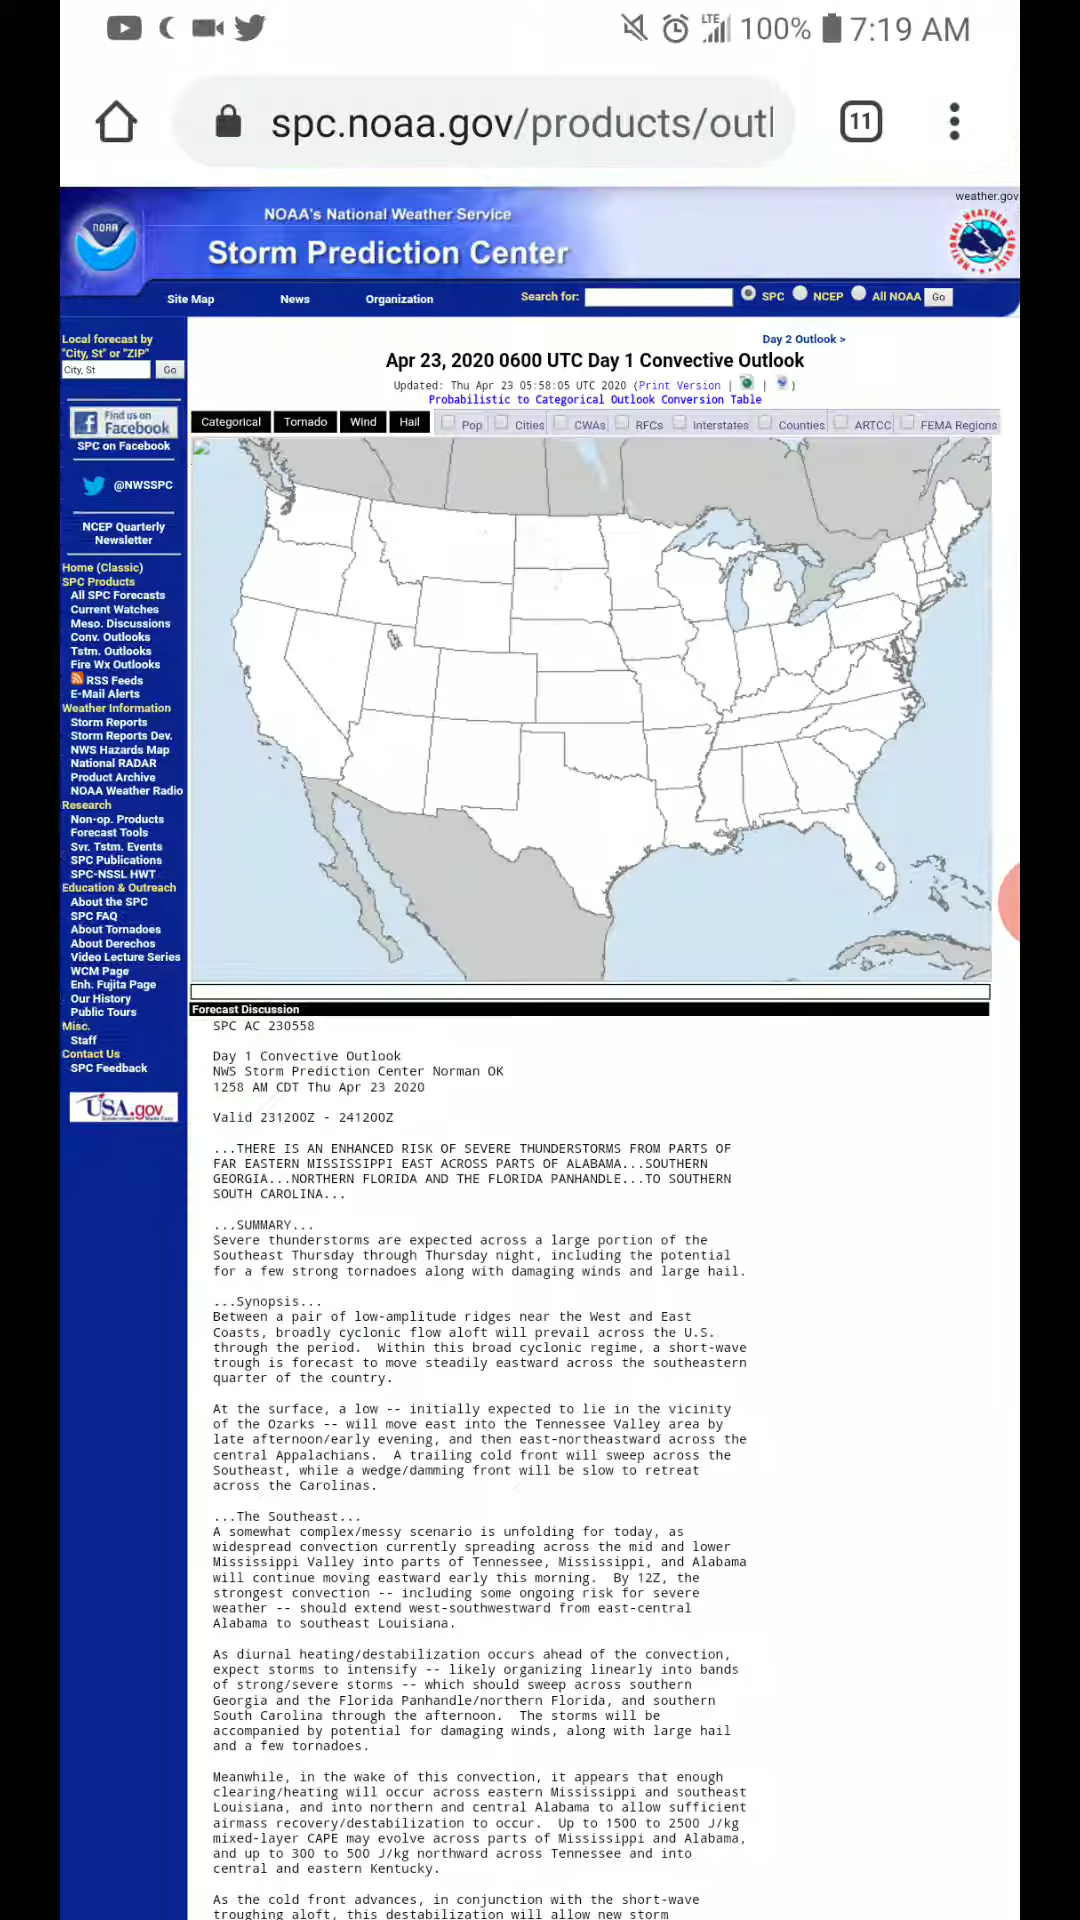 LTE 100% 7:19 AM
spc.noaa.gov/products/outl
11
weather.gov
NOAA
NOAA's National Weather Service
Storm Prediction Center
Site Map News Organization Search for: SPC NCEP All NOAA Go
Local forecast by
"City, St" or "ZIP"
City, St Go
Find us on
Facebook
SPC on Facebook
@NWSSPC
NCEP Quarterly
Newsletter
Home (Classic)
SPC Products
All SPC Forecasts
Current Watches
Meso. Discussions
Conv. Outlooks
Tstm. Outlooks
Fire Wx Outlooks
RSS Feeds
E-Mail Alerts
Weather Information
Storm Reports
Storm Reports Dev.
NWS Hazards Map
National RADAR
Product Archive
NOAA Weather Radio
Research
Non-op. Products
Forecast Tools
Svr. Tstm. Events
SPC Publications
SPC-NSSL HWT
Education & Outreach
About the SPC
SPC FAQ
About Tornadoes
About Derechos
Video Lecture Series
WCM Page
Enh. Fujita Page
Our History
Public Tours
Misc.
Staff
Contact Us
SPC Feedback
USA.gov
Day 2 Outlook >
Apr 23, 2020 0600 UTC Day 1 Convective Outlook
Updated: Thu Apr 23 05:58:05 UTC 2020 (Print Version | | )
Probabilistic to Categorical Outlook Conversion Table
Categorical Tornado Wind Hail Pop Cities CWAs RFCs Interstates Counties ARTCC FEMA Regions
Forecast Discussion
SPC AC 230558
Day 1 Convective Outlook
NWS Storm Prediction Center Norman OK
1258 AM CDT Thu Apr 23 2020
Valid 231200Z - 241200Z
...THERE IS AN ENHANCED RISK OF SEVERE THUNDERSTORMS FROM PARTS OF
FAR EASTERN MISSISSIPPI EAST ACROSS PARTS OF ALABAMA...SOUTHERN
GEORGIA...NORTHERN FLORIDA AND THE FLORIDA PANHANDLE...TO SOUTHERN
SOUTH CAROLINA...
...SUMMARY...
Severe thunderstorms are expected across a large portion of the
Southeast Thursday through Thursday night, including the potential
for a few strong tornadoes along with damaging winds and large hail.
...Synopsis...
Between a pair of low-amplitude ridges near the West and East
Coasts, broadly cyclonic flow aloft will prevail across the U.S.
through the period. Within this broad cyclonic regime, a short-wave
trough is forecast to move steadily eastward across the southeastern
quarter of the country.
At the surface, a low -- initially expected to lie in the vicinity
of the Ozarks -- will move east into the Tennessee Valley area by
late afternoon/early evening, and then east-northeastward across the
central Appalachians. A trailing cold front will sweep across the
Southeast, while a wedge/damming front will be slow to retreat
across the Carolinas.
...The Southeast...
A somewhat complex/messy scenario is unfolding for today, as
widespread convection currently spreading across the mid and lower
Mississippi Valley into parts of Tennessee, Mississippi, and Alabama
will continue moving eastward early this morning. By 12Z, the
strongest convection -- including some ongoing risk for severe
weather -- should extend west-southwestward from east-central
Alabama to southeast Louisiana.
As diurnal heating/destabilization occurs ahead of the convection,
expect storms to intensify -- likely organizing linearly into bands
of strong/severe storms -- which should sweep across southern
Georgia and the Florida Panhandle/northern Florida, and southern
South Carolina through the afternoon. The storms will be
accompanied by potential for damaging winds, along with large hail
and a few tornadoes.
Meanwhile, in the wake of this convection, it appears that enough
clearing/heating will occur across eastern Mississippi and southeast
Louisiana, and into northern and central Alabama to allow sufficient
airmass recovery/destabilization to occur. Up to 1500 to 2500 J/kg
mixed-layer CAPE may evolve across parts of Mississippi and Alabama,
and up to 300 to 500 J/kg northward across Tennessee and into
central and eastern Kentucky.
As the cold front advances, in conjunction with the short-wave
troughing aloft, this destabilization will allow new storm